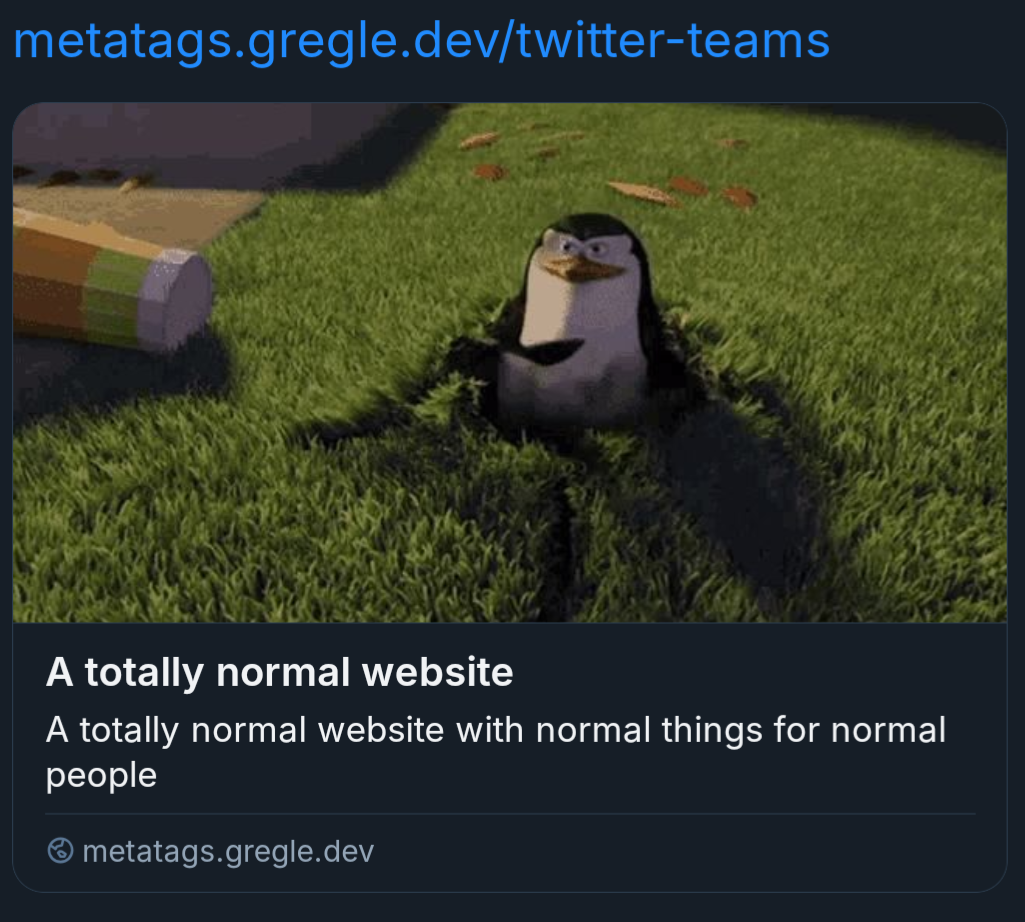 metatags.gregle.dev/twitter-teams
A totally normal website
A totally normal website with normal things for normal
people
metatags.gregle.dev